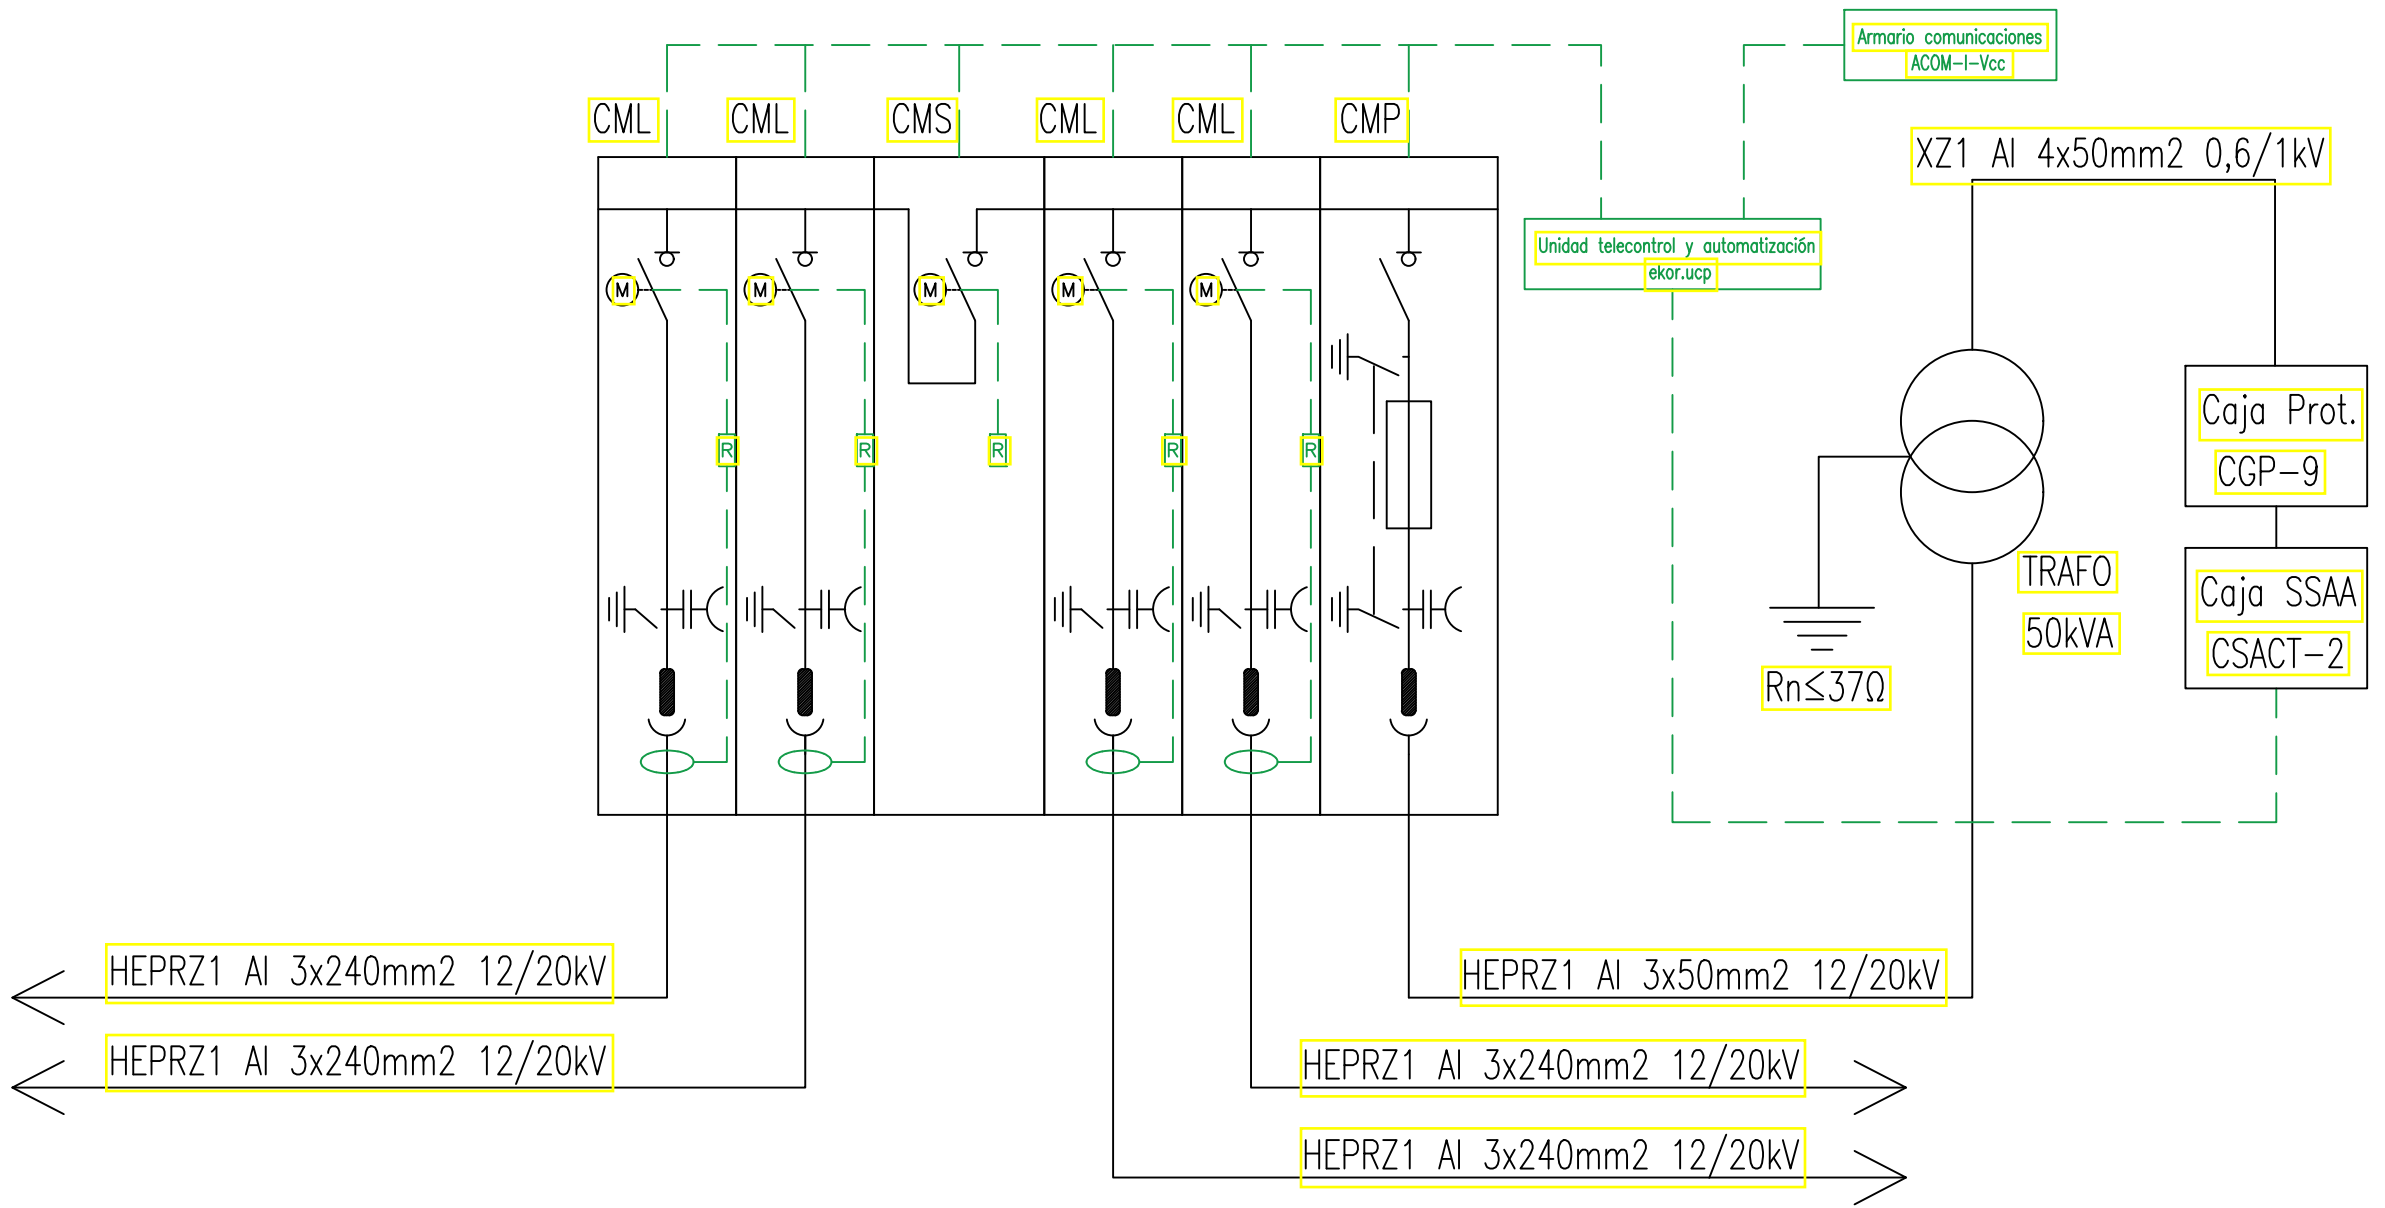 Armario comunicaciones
ACOM-I-Vcc
CML CML CMS CML CML CMP
XZ1 Al 4x50mm2 0,6/1kV
Unidad telecontrol y automatización
ekor.ucp
M M M M M
Caja Prot.
CGP-9
R R R R R
TRAFO
50kVA
Caja SSAA
CSACT-2
Rn≤37Ω
HEPRZ1 Al 3x240mm2 12/20kV
HEPRZ1 Al 3x50mm2 12/20kV
HEPRZ1 Al 3x240mm2 12/20kV
HEPRZ1 Al 3x240mm2 12/20kV
HEPRZ1 Al 3x240mm2 12/20kV